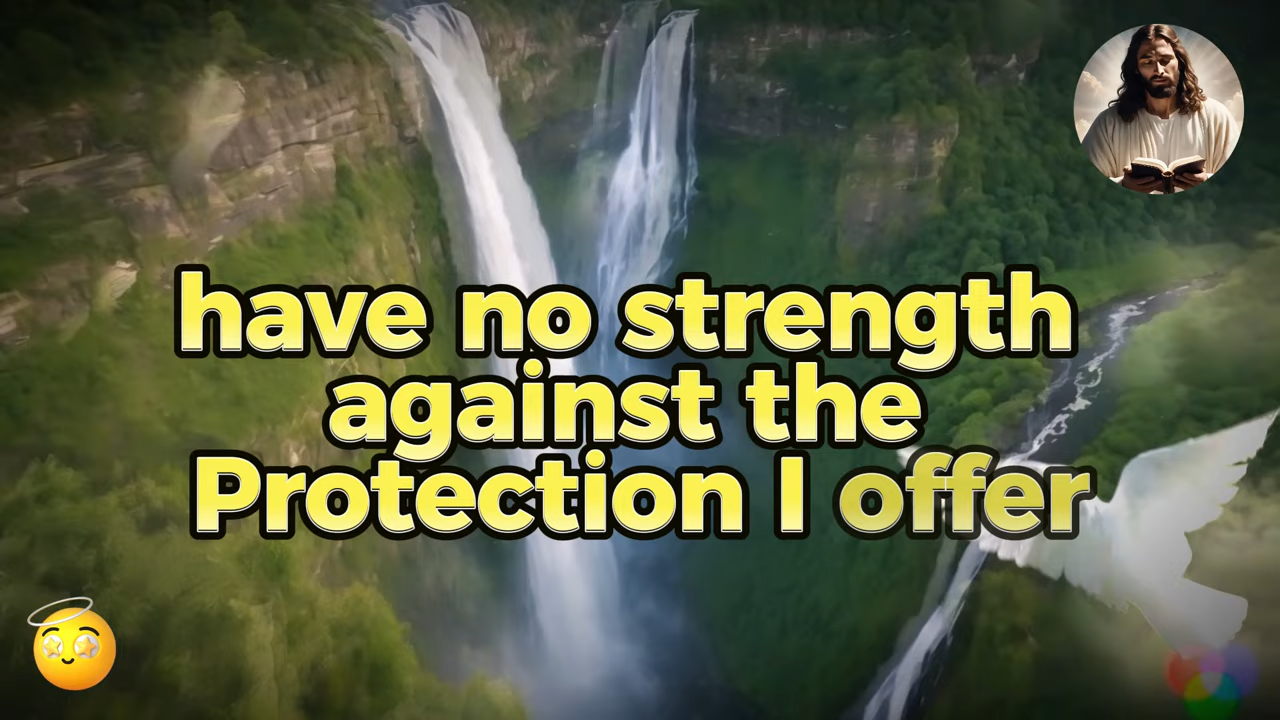 have no strength
against the
Protection I offer